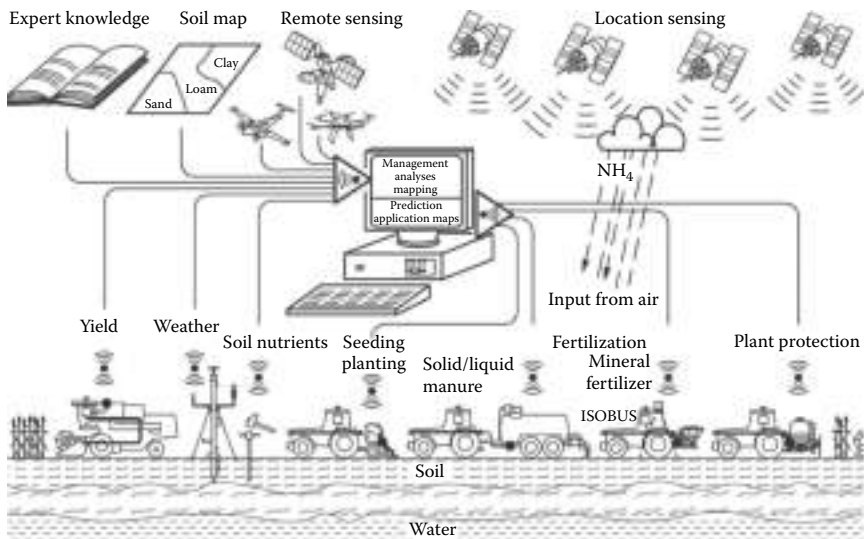 Expert knowledge
Soil map
Remote sensing
Location sensing
Clay
Loam
Sand
Management
analyses
mapping
Prediction
application maps
NH4
Input from air
Yield
Weather
Soil nutrients
Seeding
planting
Solid/liquid
manure
Fertilization
Mineral
fertilizer
ISOBUS
Plant protection
Soil
Water